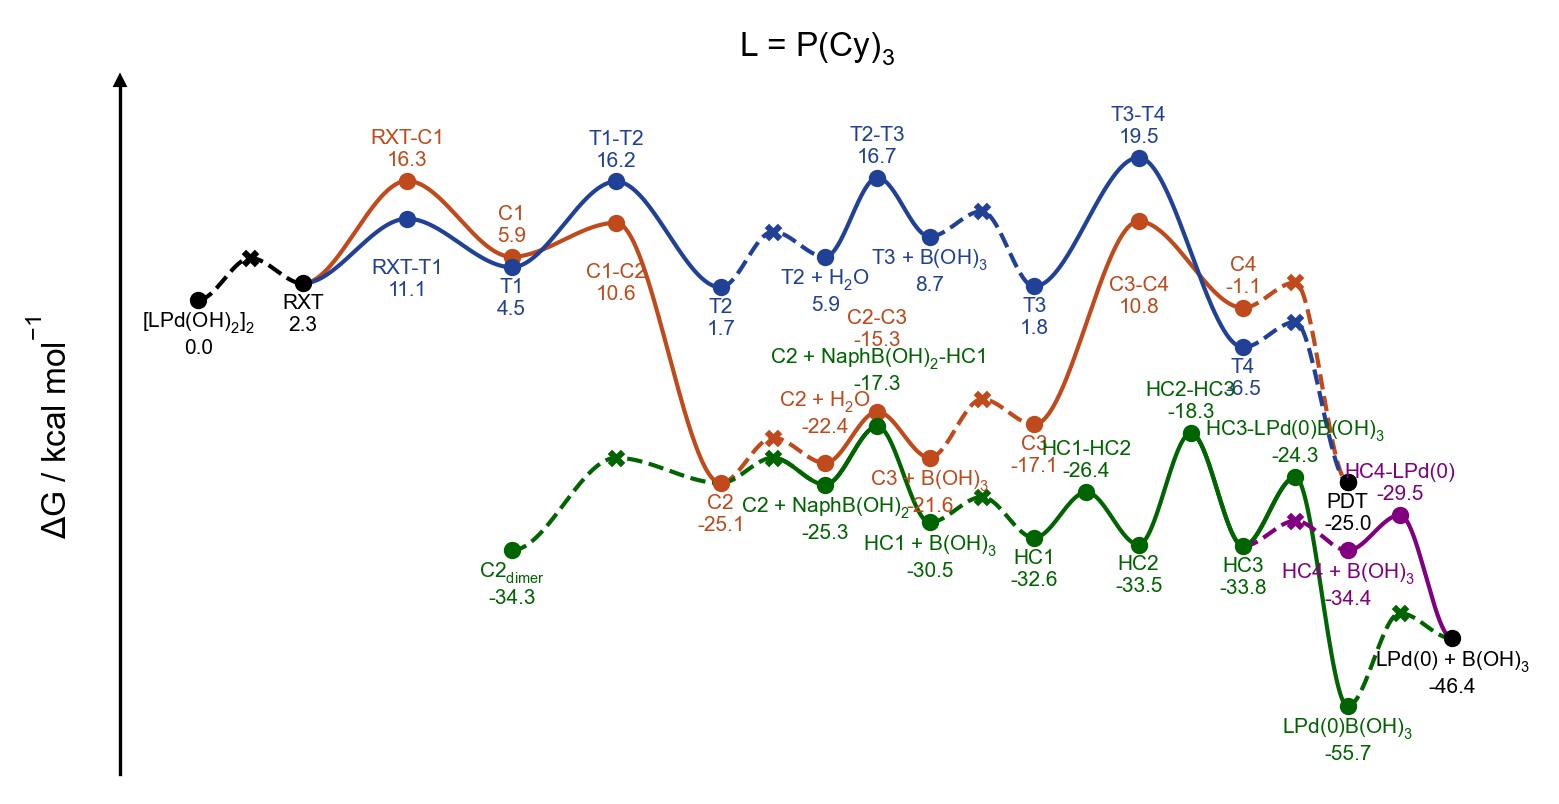 L = P(Cy)₃
ΔG / kcal mol⁻¹
[LPd(OH)₂]₂
0.0
RXT
2.3
RXT-C1
16.3
RXT-T1
11.1
C1
5.9
T1
4.5
T1-T2
16.2
C1-C2
10.6
T2
1.7
T2 + H₂O
5.9
T2-T3
16.7
T3 + B(OH)₃
8.7
T3
1.8
T3-T4
19.5
C3-C4
10.8
C4
-1.1
T4
-6.5
C2-C3
-15.3
C2 + NaphB(OH)₂-HC1
-17.3
C2 + H₂O
-22.4
C2
-25.1
C2 + NaphB(OH)₂
-25.3
C3 + B(OH)₃
-21.6
C3
-17.1
HC1 + B(OH)₃
-30.5
HC1
-32.6
HC1-HC2
-26.4
HC2
-33.5
HC2-HC3
-18.3
HC3
-33.8
HC3-LPd(0)B(OH)₃
-24.3
HC4-LPd(0)
-29.5
PDT
-25.0
HC4 + B(OH)₃
-34.4
C2dimer
-34.3
LPd(0) + B(OH)₃
-46.4
LPd(0)B(OH)₃
-55.7